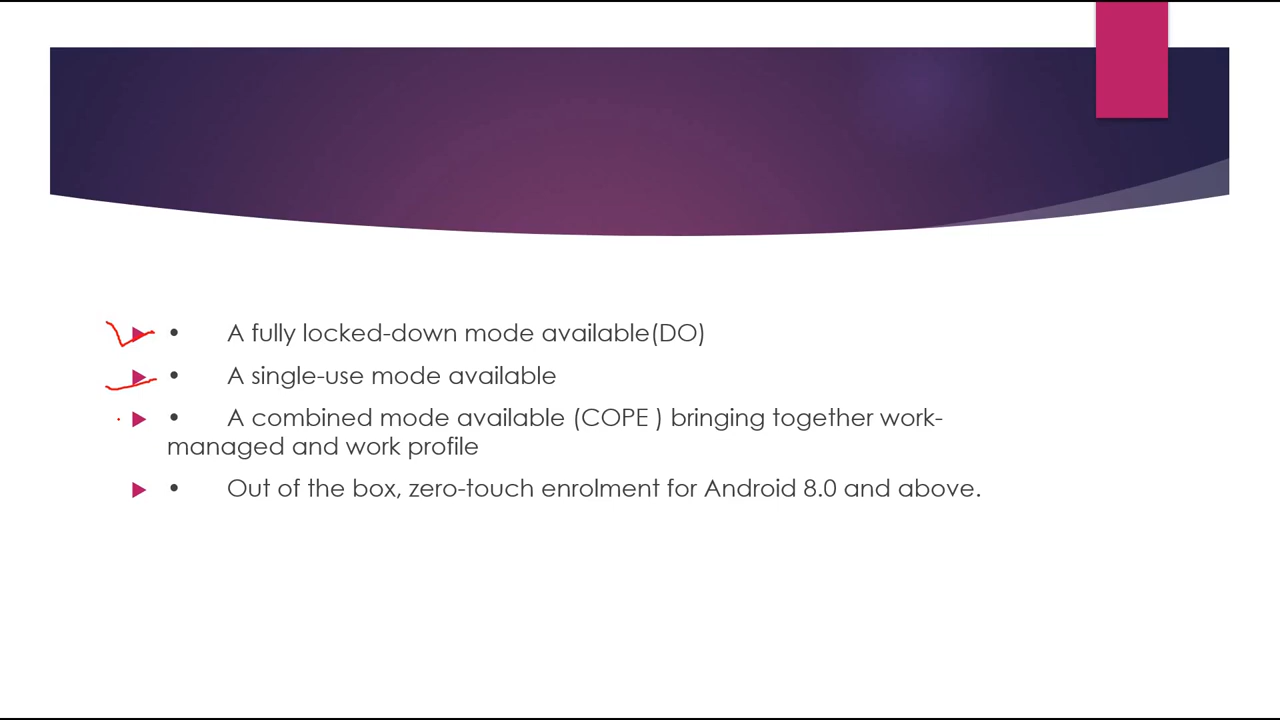 • A fully locked-down mode available(DO)
• A single-use mode available
• A combined mode available (COPE ) bringing together work-
managed and work profile
• Out of the box, zero-touch enrolment for Android 8.0 and above.